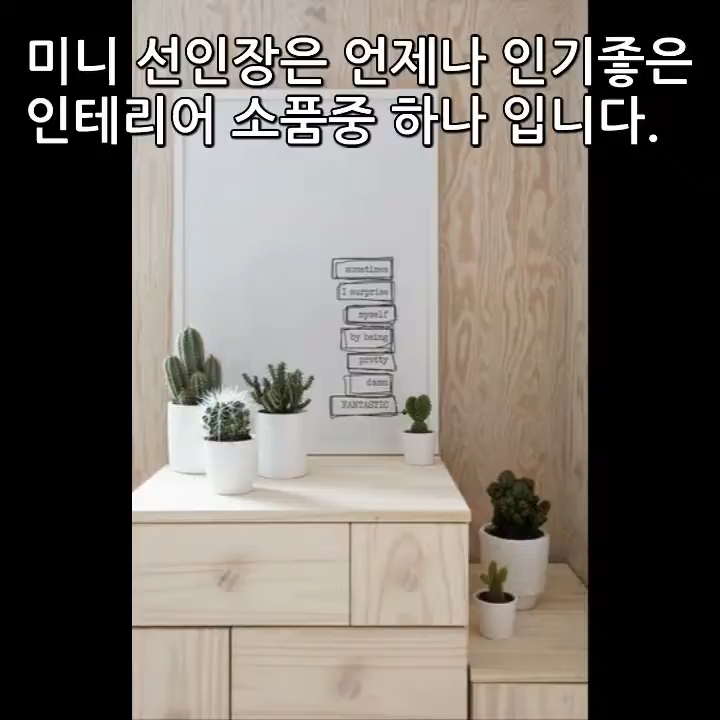 미니 선인장은 언제나 인기좋은
인테리어 소품중 하나 입니다.
sometimes
I surprise
myself
by being
pretty
damn
FANTASTIC